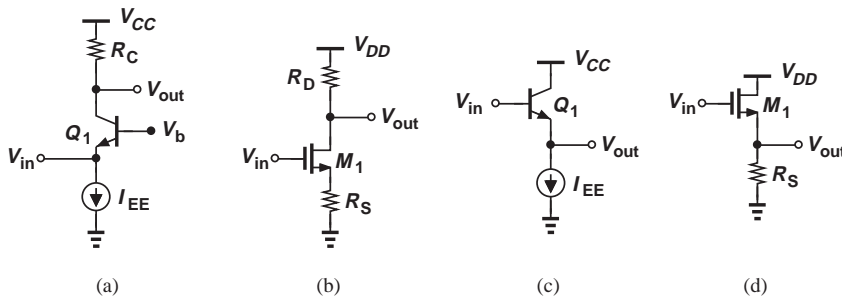 V_CC
R_C
V_out
Q_1
V_b
V_in
I_EE
(a)
V_DD
R_D
V_out
V_in
M_1
R_S
(b)
V_CC
V_in
Q_1
V_out
I_EE
(c)
V_DD
V_in
M_1
V_out
R_S
(d)